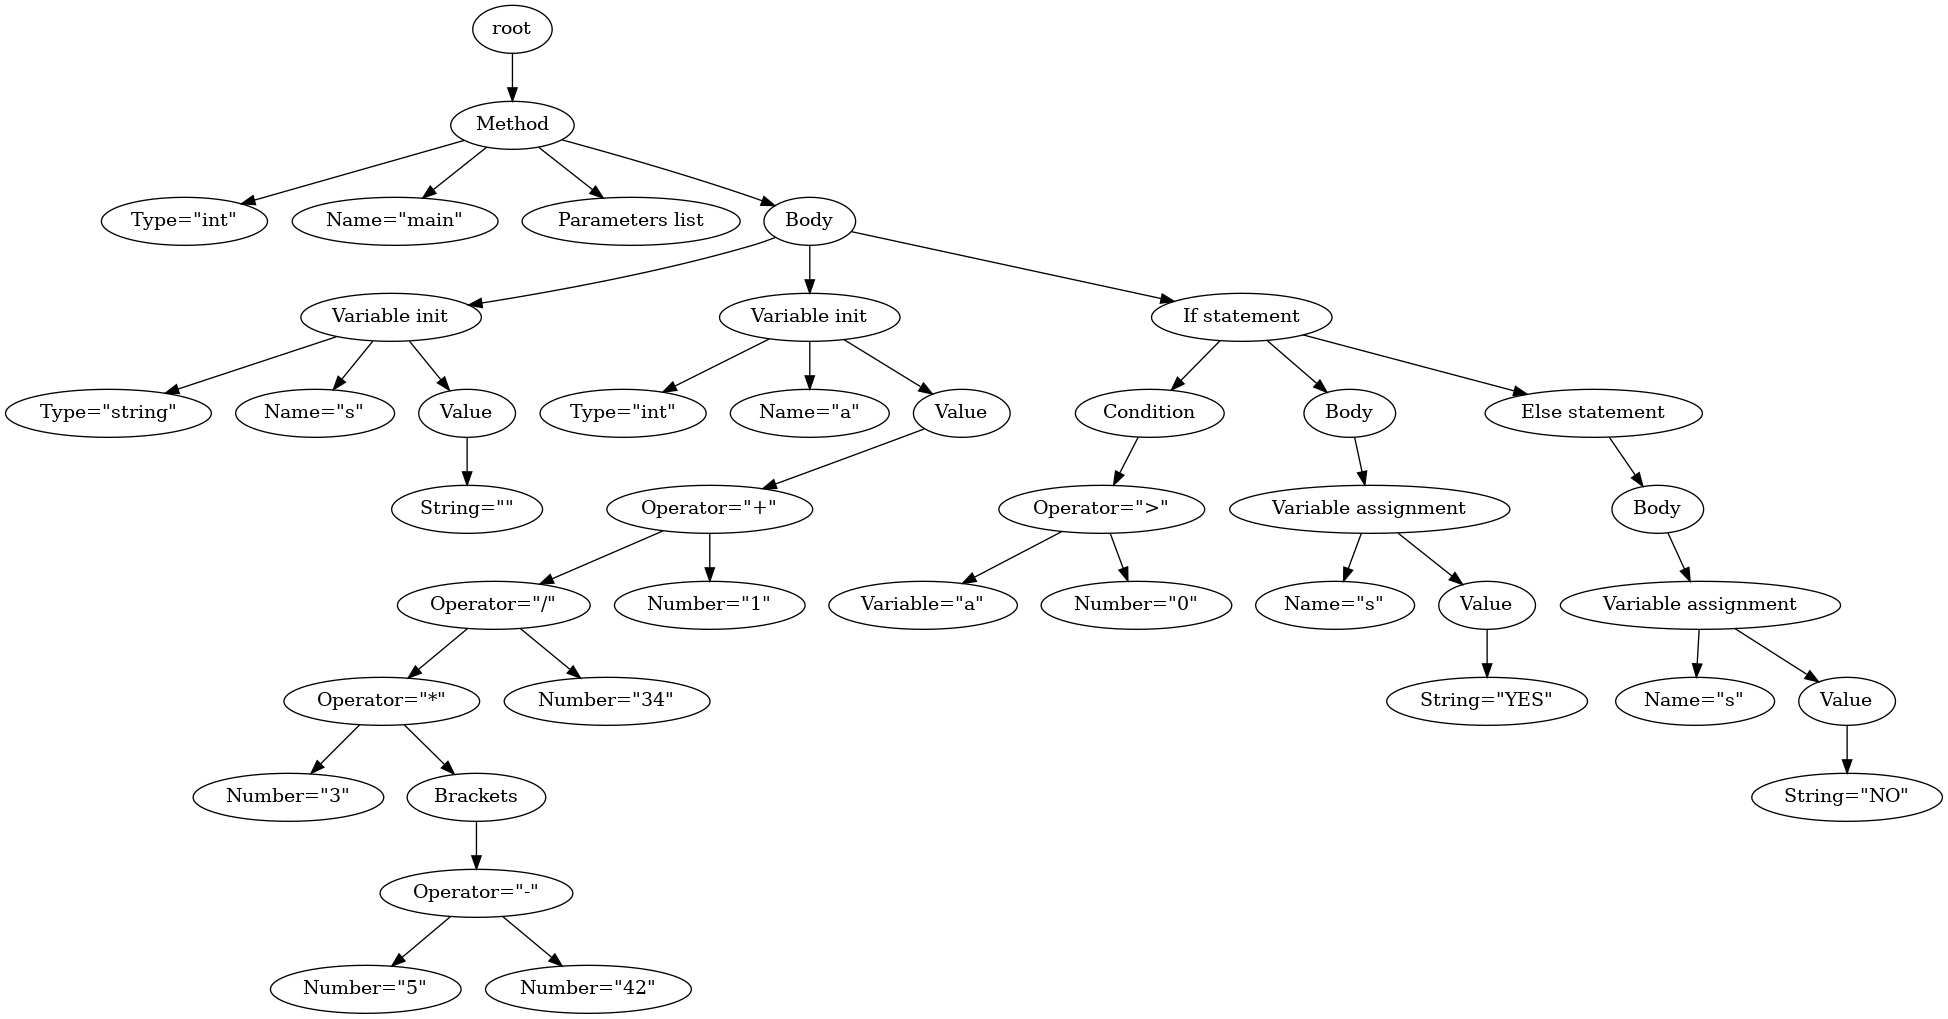 root
Method
Type="int"
Name="main"
Parameters list
Body
Variable init
Variable init
If statement
Type="string"
Name="s"
Value
Type="int"
Name="a"
Value
Condition
Body
Else statement
String=""
Operator="+"
Operator=">"
Variable assignment
Body
Operator="/"
Number="1"
Variable="a"
Number="0"
Name="s"
Value
Variable assignment
Operator="*"
Number="34"
String="YES"
Name="s"
Value
Number="3"
Brackets
String="NO"
Operator="-"
Number="5"
Number="42"